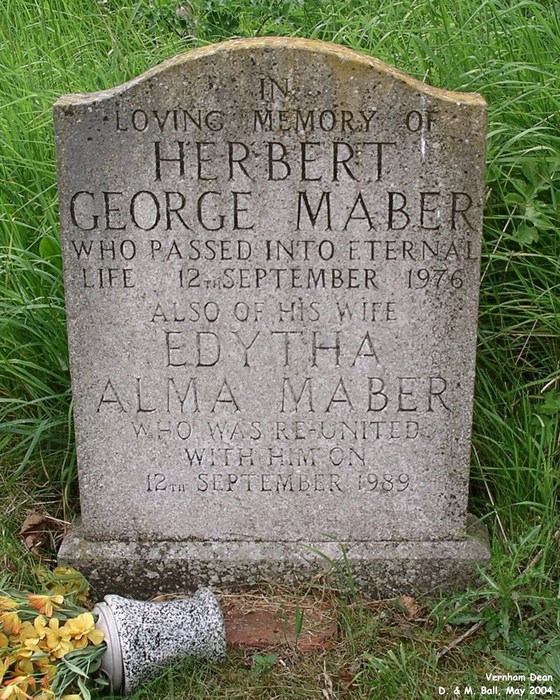 IN
LOVING MEMORY OF
HERBERT
GEORGE MABER
WHO PASSED INTO ETERNAL
LIFE 12TH SEPTEMBER 1976
ALSO OF HIS WIFE
EDYTHA
ALMA MABER
WHO WAS RE-UNITED
WITH HIM ON
12TH SEPTEMBER 1989
Vernham Dean
D. & M. Ball, May 2004